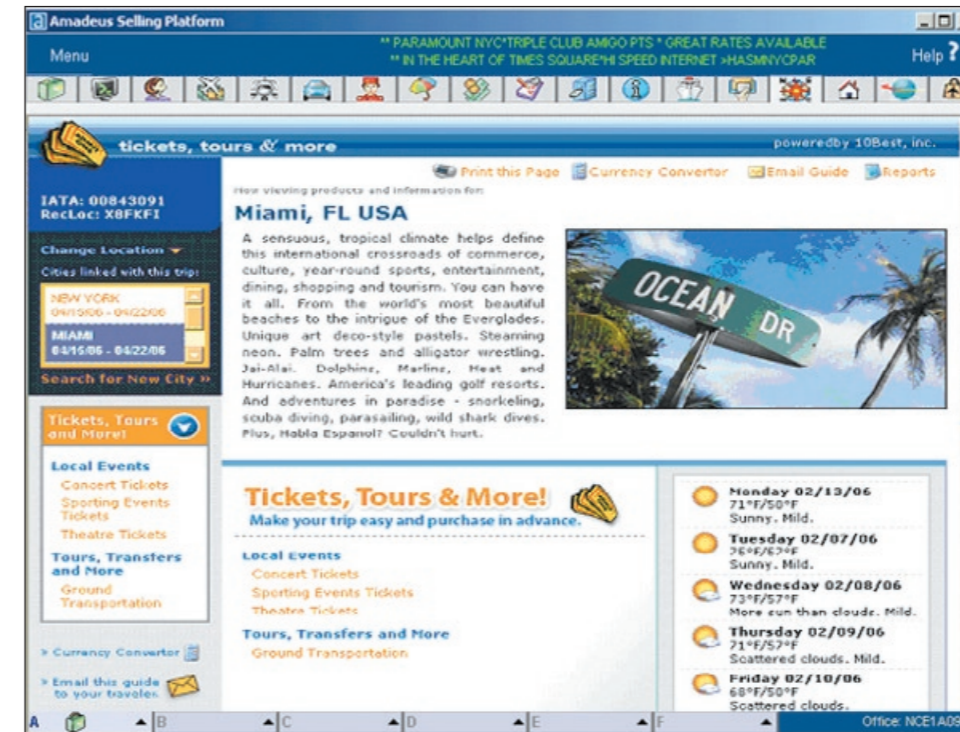 Amadeus Selling Platform
Menu
** PARAMOUNT NYC*TRIPLE CLUB AMIGO PTS * GREAT RATES AVAILABLE
** IN THE HEART OF TIMES SQUARE*HI SPEED INTERNET >HASMNYCPAR
Help ?
tickets, tours & more
powered by 10Best, inc.
Print this Page Currency Convertor Email Guide Reports
IATA: 00843091
RecLoc: X8FKFI
Change Location
Cities linked with this trip:
NEW YORK
04/15/06 - 04/22/06
MIAMI
04/15/06 - 04/22/06
Search for New City »
Now viewing products and information for:
Miami, FL USA
A sensuous, tropical climate helps define
this international crossroads of commerce,
culture, year-round sports, entertainment,
dining, shopping and tourism. You can have
it all. From the world's most beautiful
beaches to the intrigue of the Everglades.
Unique art deco-style pastels. Steaming
neon. Palm trees and alligator wrestling.
Jai-Alai. Dolphins, Marlins, Heat and
Hurricanes. America's leading golf resorts.
And adventures in paradise - snorkeling,
scuba diving, parasailing, wild shark dives.
Plus, Habla Espanol? Couldn't hurt.
OCEAN DR
Tickets, Tours
and More!
Local Events
Concert Tickets
Sporting Events
Tickets
Theatre Tickets
Tours, Transfers
and More
Ground
Transportation
» Currency Convertor
» Email this guide
to your traveler.
Tickets, Tours & More!
Make your trip easy and purchase in advance.
Local Events
Concert Tickets
Sporting Events Tickets
Theatre Tickets
Tours, Transfers and More
Ground Transportation
Monday 02/13/06
71°F/50°F
Sunny. Mild.
Tuesday 02/07/06
Sunny. Mild.
Wednesday 02/08/06
73°F/57°F
More sun than clouds. Mild.
Thursday 02/09/06
71°F/57°F
Scattered clouds. Mild.
Friday 02/10/06
68°F/50°F
Scattered clouds.
A B C D E F
Office: NCE1A09